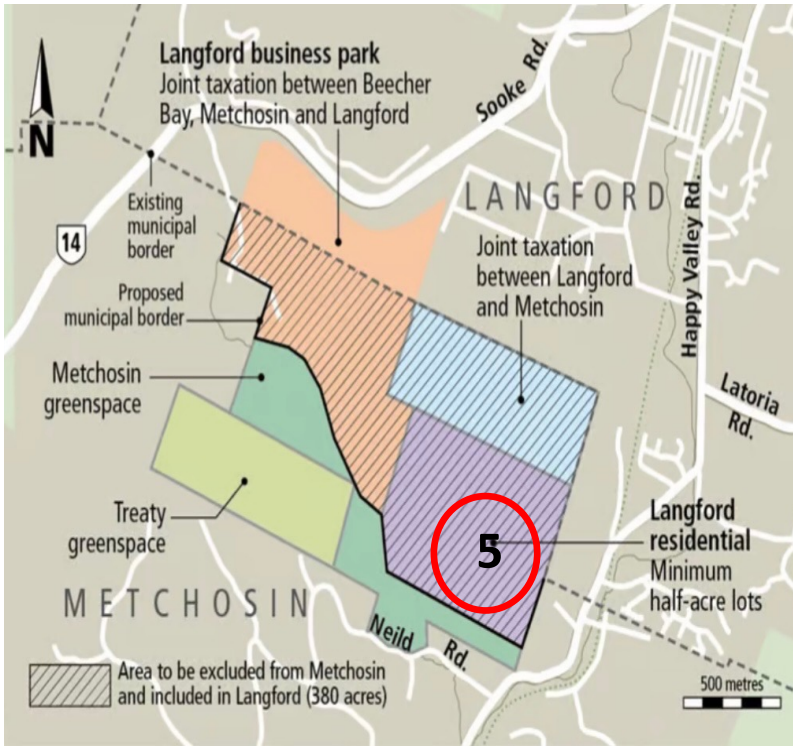 Langford business park
Joint taxation between Beecher
Bay, Metchosin and Langford
Sooke Rd.
N
LANGFORD
Existing
municipal
border
14
Happy Valley Rd.
Joint taxation
between Langford
and Metchosin
Proposed
municipal border
Metchosin
greenspace
Latoria
Rd.
Treaty
greenspace
5
Langford
residential
Minimum
half-acre lots
METCHOSIN
Neild Rd.
Area to be excluded from Metchosin
and included in Langford (380 acres)
500 metres